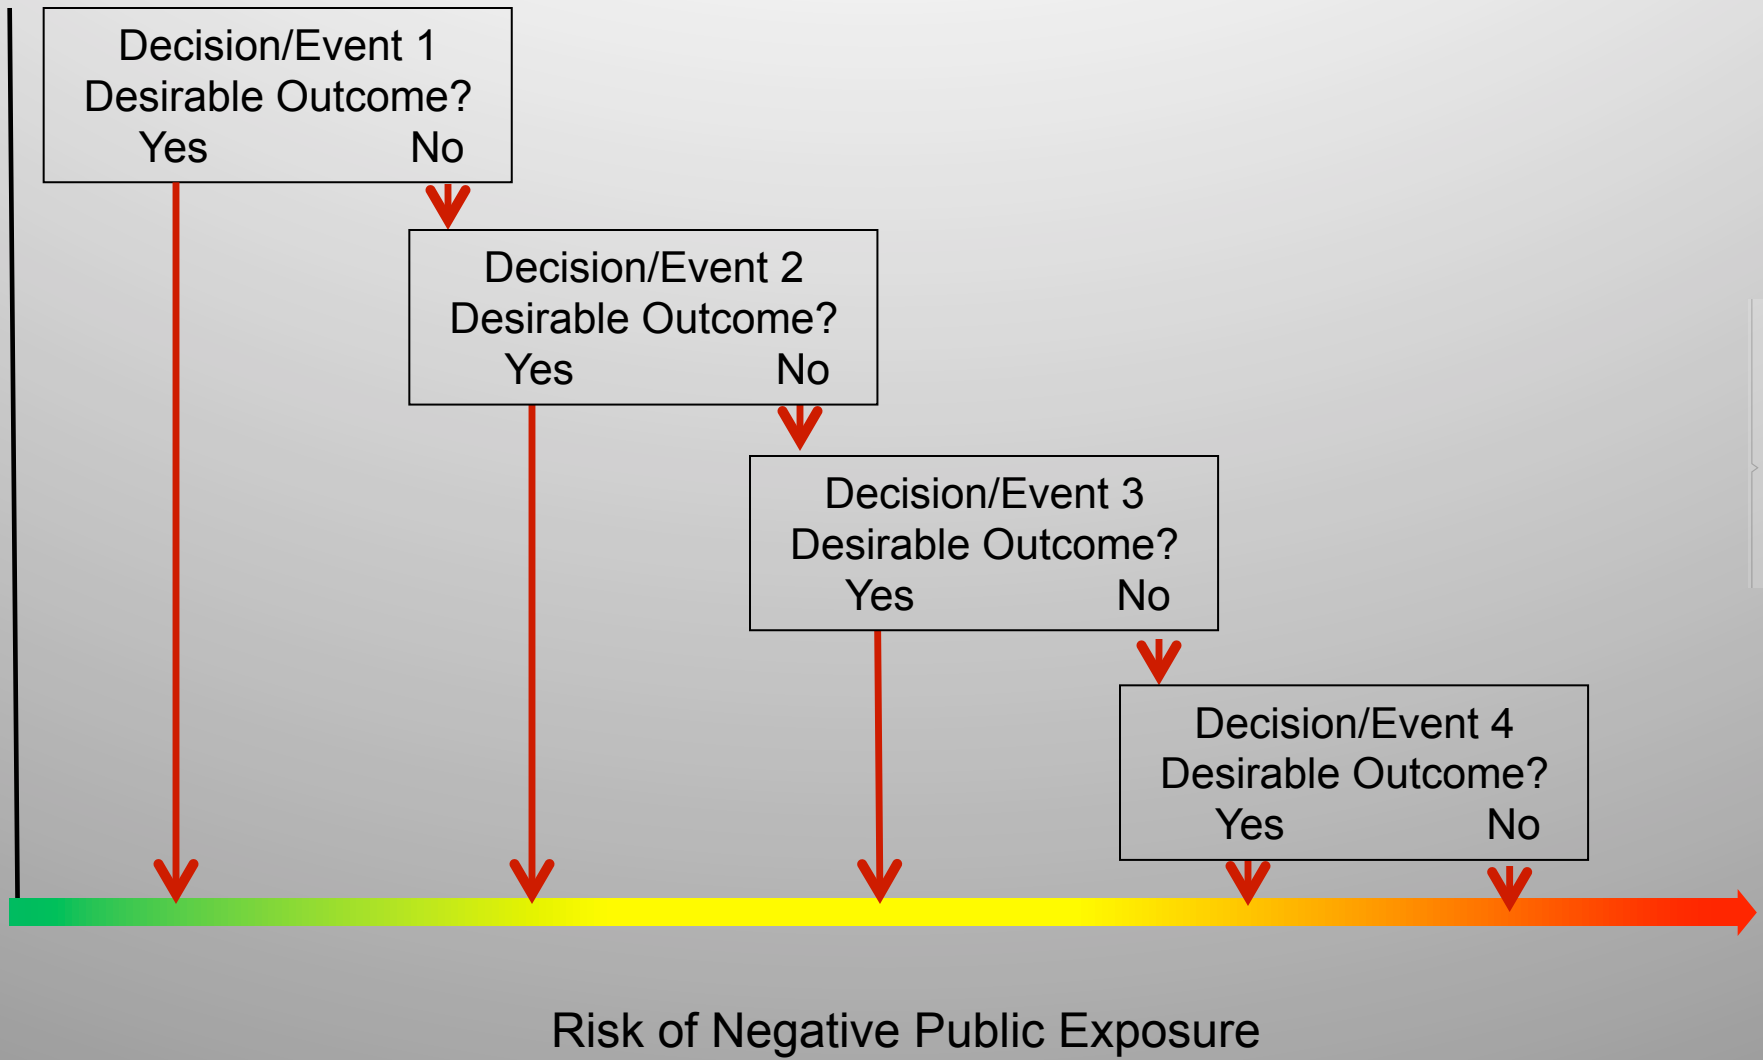 Decision/Event 1
Desirable Outcome?
Yes No
Decision/Event 2
Desirable Outcome?
Yes No
Decision/Event 3
Desirable Outcome?
Yes No
Decision/Event 4
Desirable Outcome?
Yes No
Risk of Negative Public Exposure